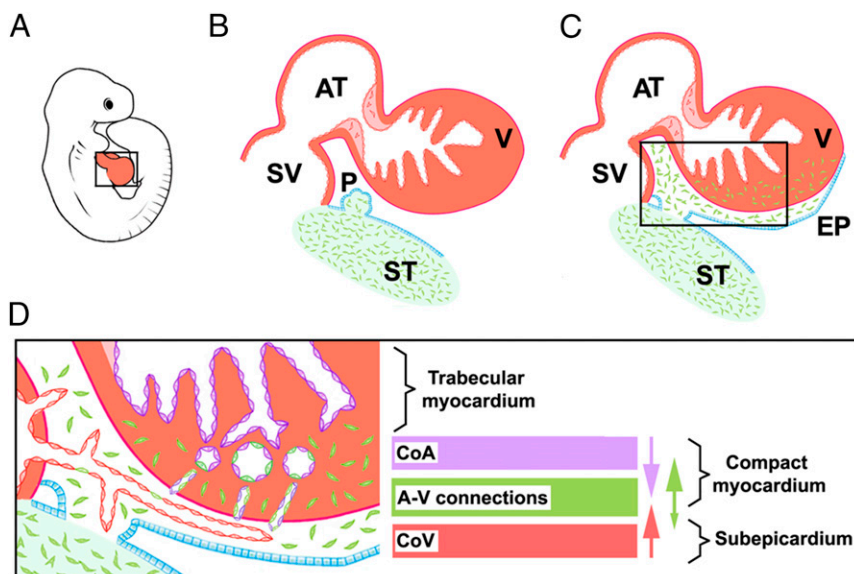 A
B
C
AT
V
SV
P
ST
AT
V
SV
EP
ST
D
Trabecular
myocardium
CoA
A-V connections
CoV
Compact
myocardium
Subepicardium